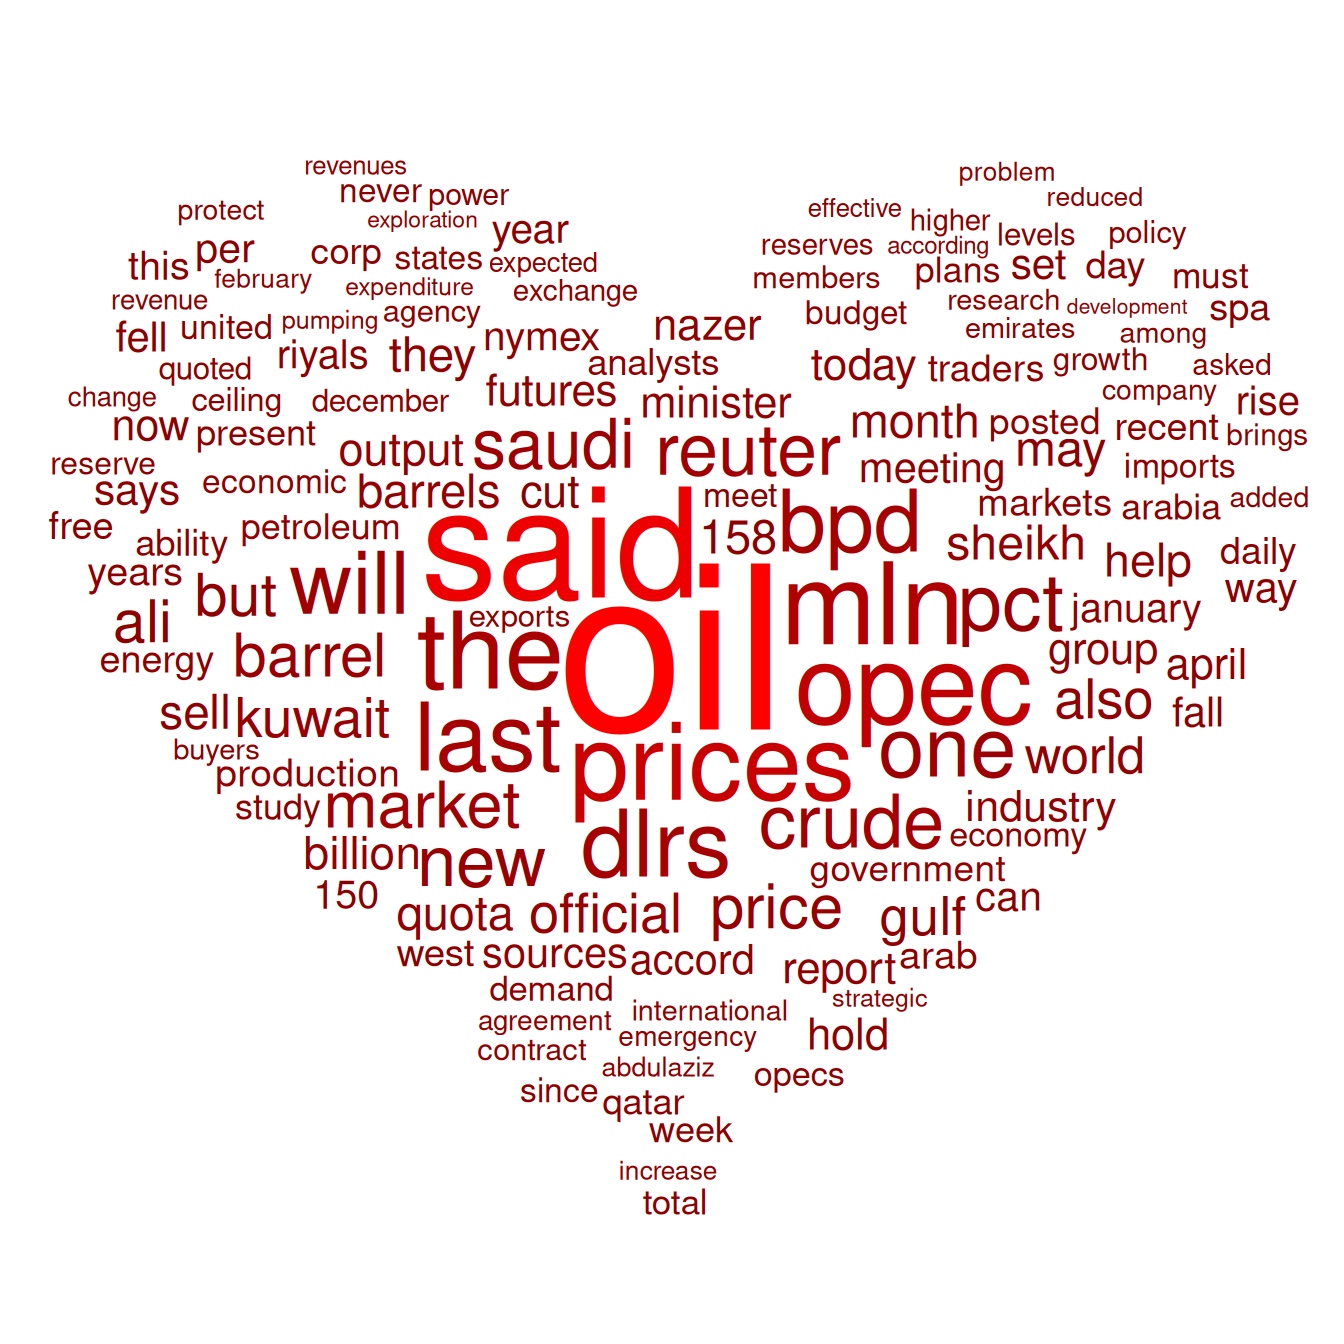 revenues
problem
never power
reduced
protect
exploration
effective
higher
year
according
levels
policy
this per
corp
states
expected
reserves
february
expenditure
exchange
members
plans
set
day
must
revenue
agency
research
development
spa
fell
united
pumping
nymex
nazer
budget
emirates
among
quoted
riyals
they
analysts
today
traders
growth
asked
change
ceiling
december
futures
minister
company
rise
now
present
output
saudi
reuter
month
posted
may
recent
brings
reserve
says
economic
barrels
cut
meet
meeting
imports
markets
arabia
added
free
ability
petroleum
said
158
bpd
sheikh
help
daily
years
but
will
oil
mln
pct
january
way
ali
exports
the
energy
barrel
opec
group
april
sell
kuwait
last
also
fall
buyers
prices
one
world
production
study
market
dlrs
crude
industry
economy
billion
new
government
150
quota
official
price
gulf
can
west
sources
accord
report
arab
demand
international
strategic
agreement
emergency
hold
contract
abdulaziz
opecs
since
qatar
week
increase
total